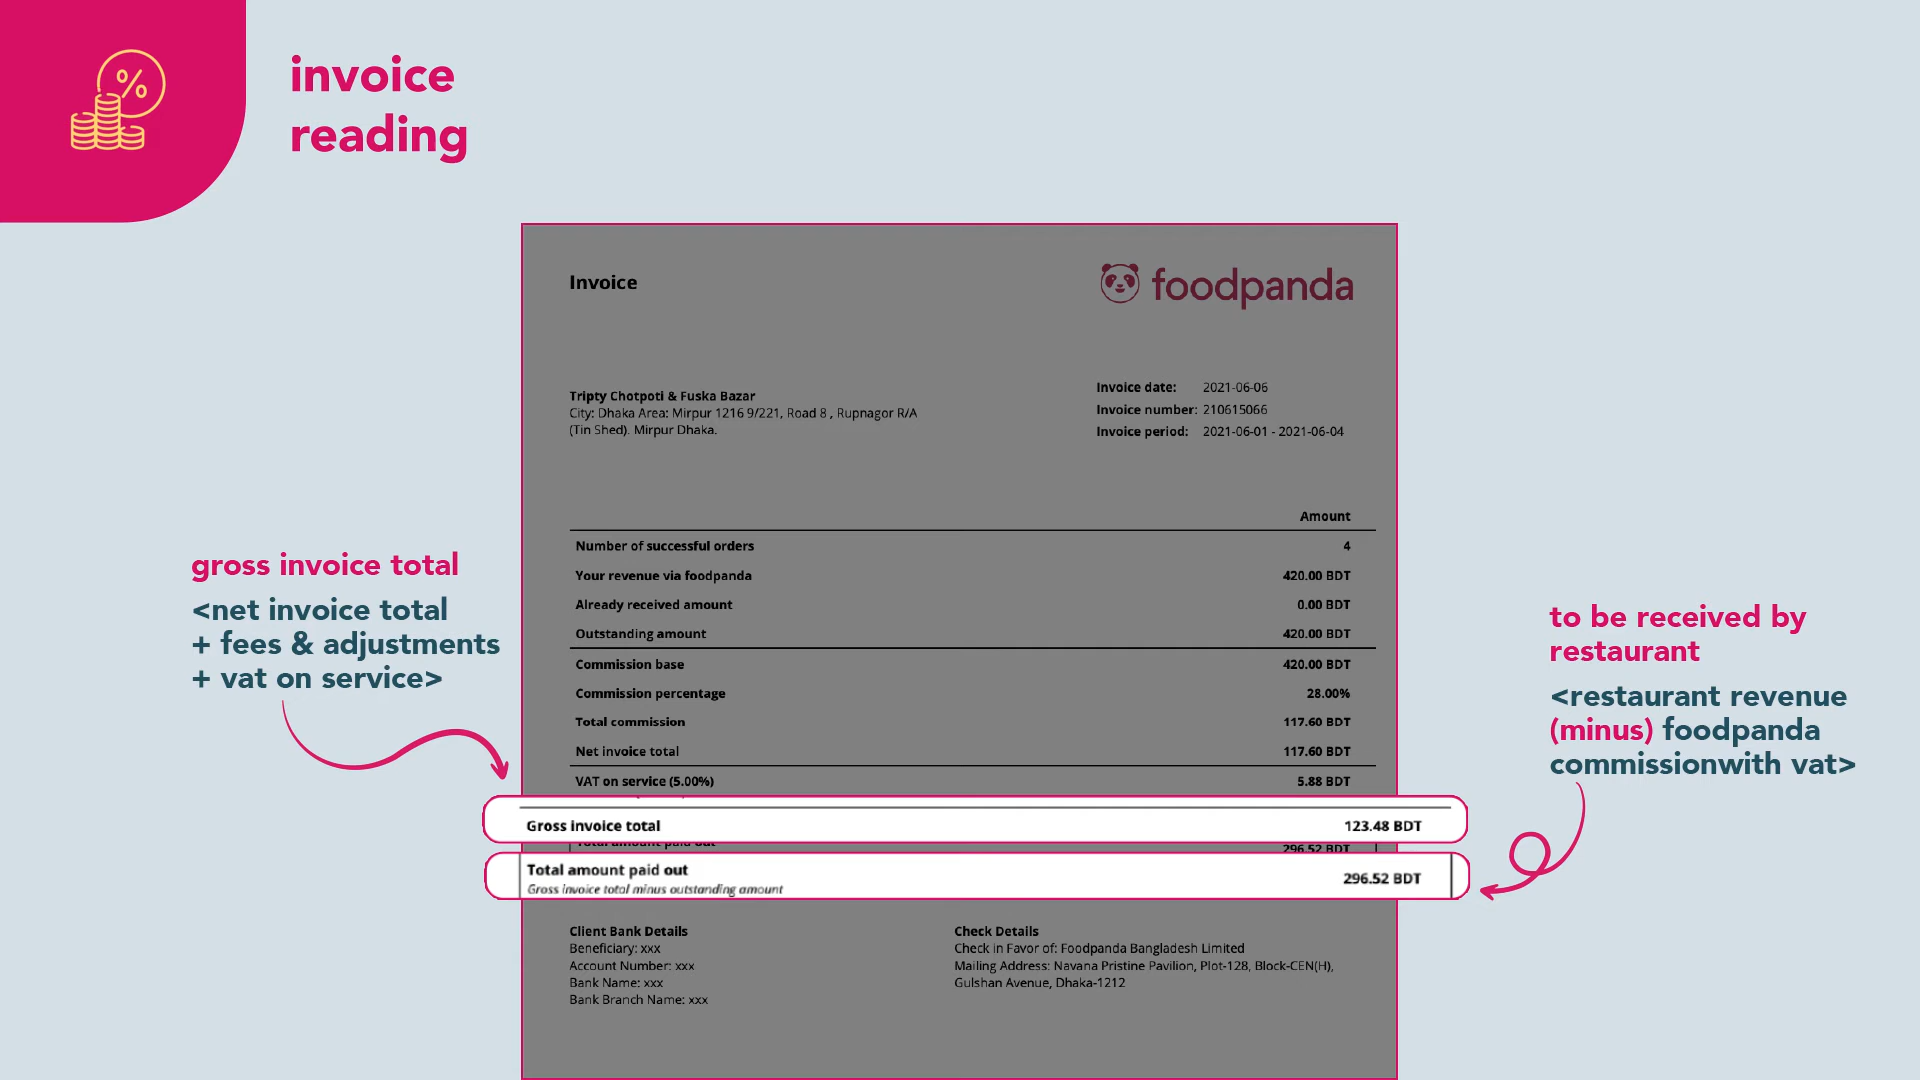 %
invoice
reading
Invoice
foodpanda
Tripty Chotpoti & Fuska Bazar
City: Dhaka Area: Mirpur 1216 9/221, Road 8 , Rupnagor R/A
(Tin Shed). Mirpur Dhaka.
Invoice date: 2021-06-06
Invoice number: 210615066
Invoice period: 2021-06-01 - 2021-06-04
Amount
Number of successful orders 4
Your revenue via foodpanda 420.00 BDT
Already received amount 0.00 BDT
Outstanding amount 420.00 BDT
Commission base 420.00 BDT
Commission percentage 28.00%
Total commission 117.60 BDT
Net invoice total 117.60 BDT
VAT on service (5.00%) 5.88 BDT
Gross invoice total 123.48 BDT
Total amount paid out 296.52 BDT
Total amount paid out 296.52 BDT
Gross invoice total minus outstanding amount
Client Bank Details
Beneficiary: xxx
Account Number: xxx
Bank Name: xxx
Bank Branch Name: xxx
Check Details
Check in Favor of: Foodpanda Bangladesh Limited
Mailing Address: Navana Pristine Pavilion, Plot-128, Block-CEN(H),
Gulshan Avenue, Dhaka-1212
gross invoice total
<net invoice total
+ fees & adjustments
+ vat on service>
to be received by
restaurant
<restaurant revenue
(minus) foodpanda
commissionwith vat>